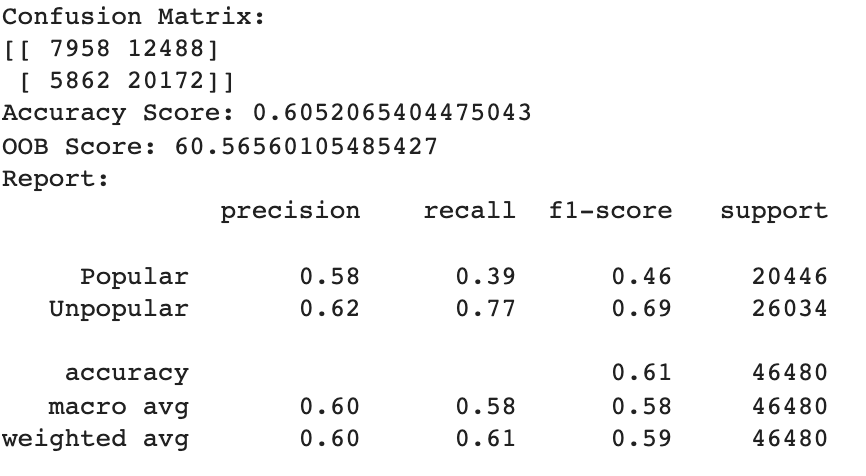 Confusion Matrix:
[[ 7958 12488]
 [ 5862 20172]]
Accuracy Score: 0.6052065404475043
OOB Score: 60.56560105485427
Report:
              precision    recall  f1-score   support

     Popular       0.58      0.39      0.46     20446
   Unpopular       0.62      0.77      0.69     26034

    accuracy                           0.61     46480
   macro avg       0.60      0.58      0.58     46480
weighted avg       0.60      0.61      0.59     46480